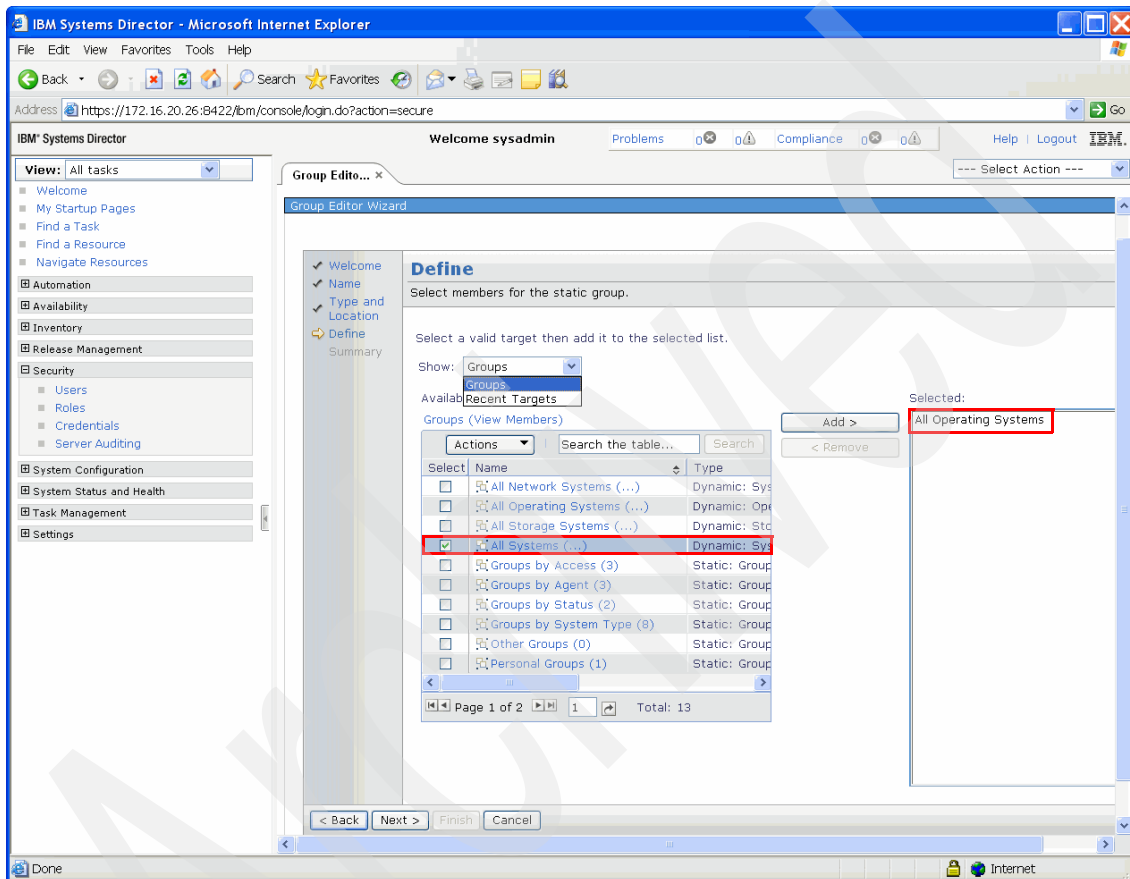 IBM Systems Director - Microsoft Internet Explorer
File Edit View Favorites Tools Help
Back Search Favorites
Address https://172.16.20.26:8422/ibm/console/login.do?action=secure Go
IBM® Systems Director Welcome sysadmin Problems 0 0 Compliance 0 0 Help | Logout IBM.
View: All tasks
Group Edito... × --- Select Action ---
Welcome
My Startup Pages
Find a Task
Find a Resource
Navigate Resources
Automation
Availability
Inventory
Release Management
Security
Users
Roles
Credentials
Server Auditing
System Configuration
System Status and Health
Task Management
Settings
Group Editor Wizard
Welcome
Name
Type and
Location
Define
Summary
Define
Select members for the static group.
Select a valid target then add it to the selected list.
Show: Groups
Groups
Recent Targets
Availab
Groups (View Members)
Actions Search the table... Search
Select Name Type
All Network Systems (...) Dynamic: Sys
All Operating Systems (...) Dynamic: Ope
All Storage Systems (...) Dynamic: Sto
All Systems (...) Dynamic: Sys
Groups by Access (3) Static: Group
Groups by Agent (3) Static: Group
Groups by Status (2) Static: Group
Groups by System Type (8) Static: Group
Other Groups (0) Static: Group
Personal Groups (1) Static: Group
Page 1 of 2 1 Total: 13
Add >
< Remove
Selected:
All Operating Systems
< Back Next > Finish Cancel
Done Internet
Archived